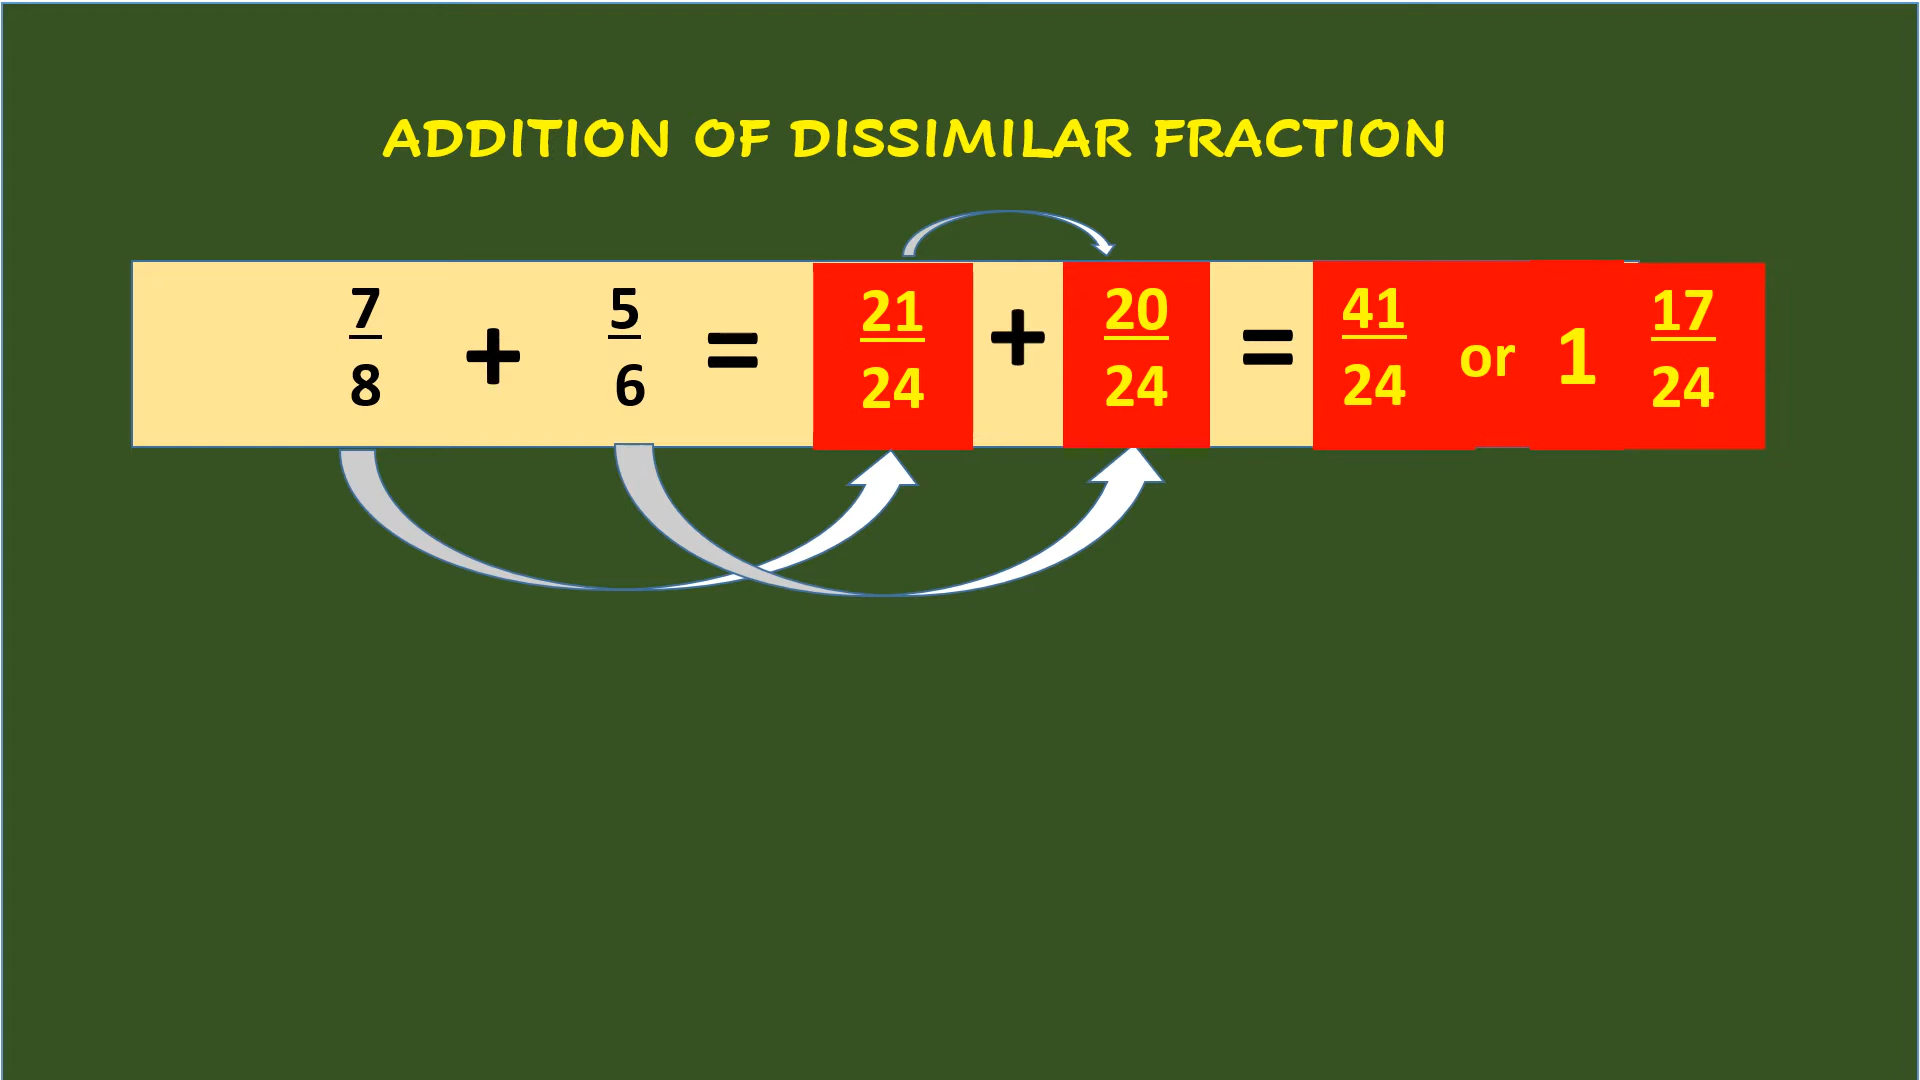 ADDITION OF DISSIMILAR FRACTION
7/8 + 5/6 = 21/24 + 20/24 = 41/24 or 1 17/24